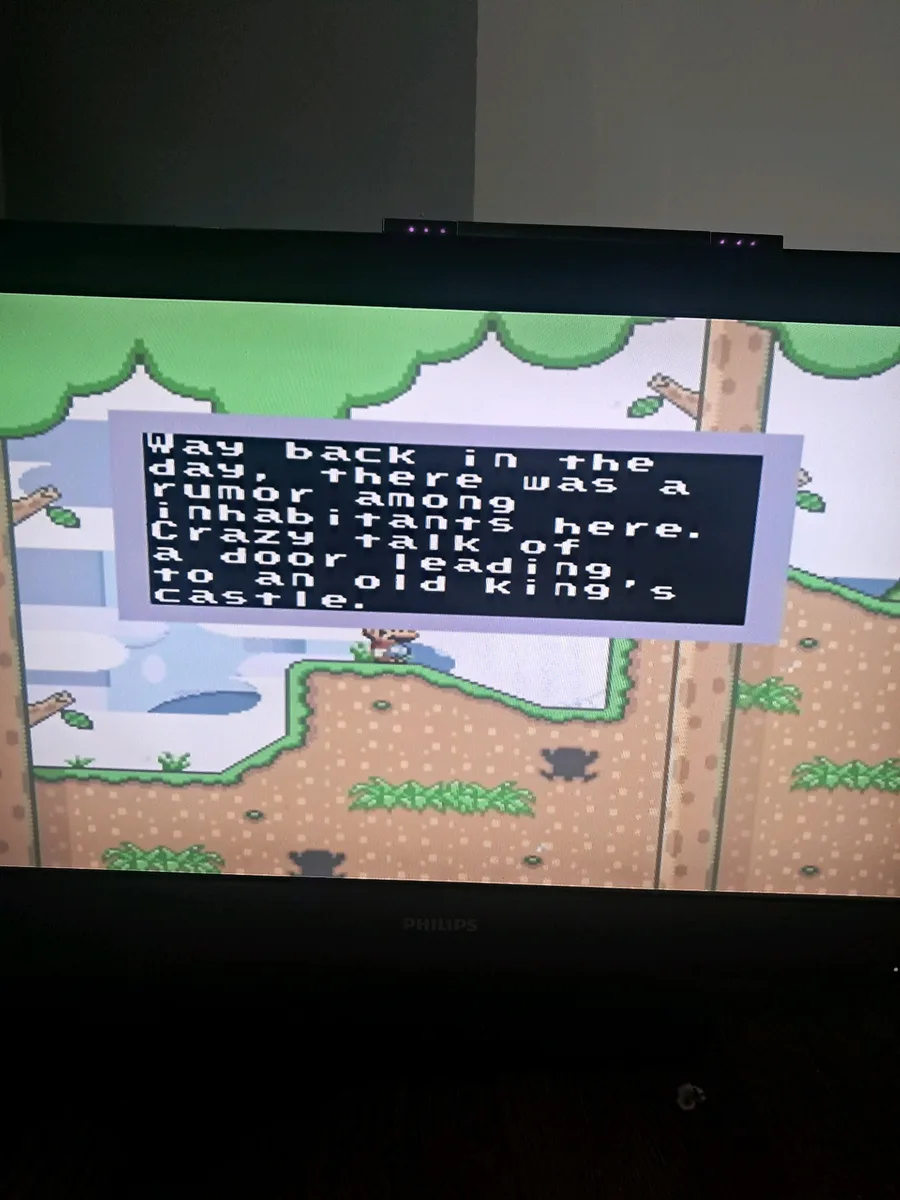 Way back in the
day, there was a
rumor among
inhabitants here.
Crazy talk of
a door leading,
to an old king's
castle.
PHILIPS